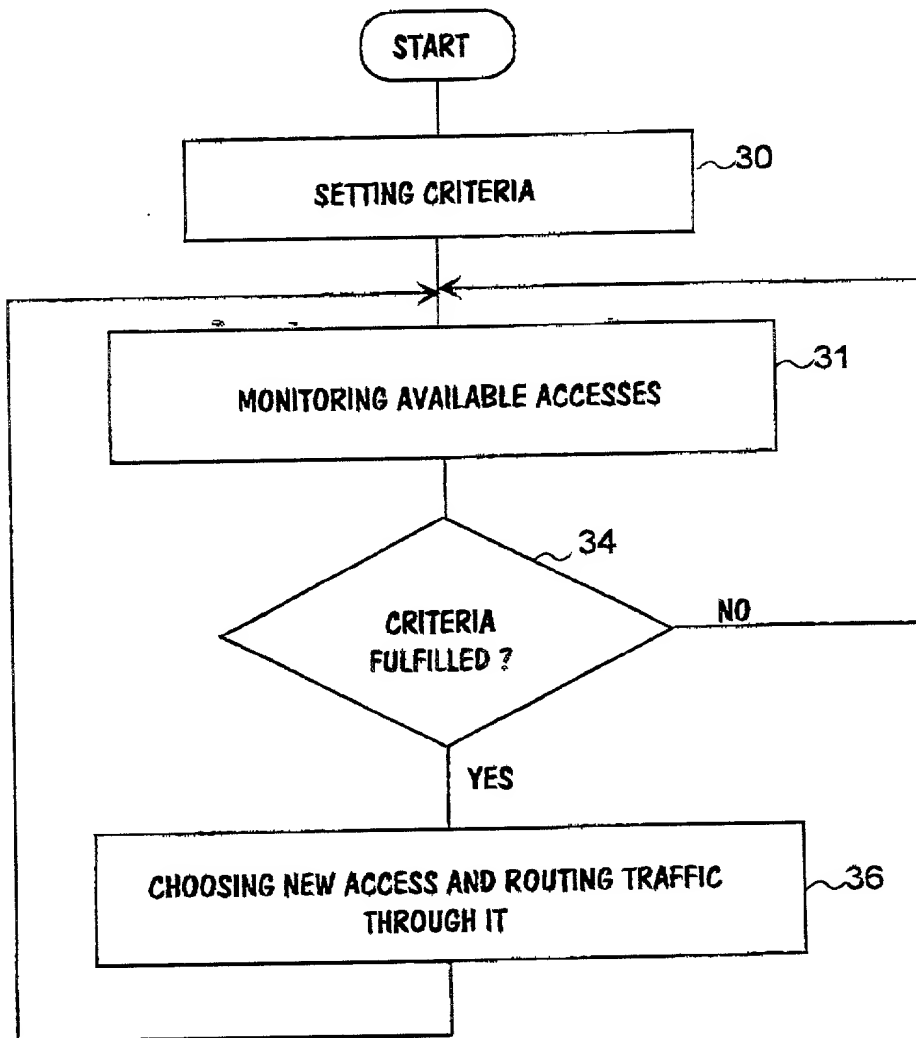 START
SETTING CRITERIA
30
MONITORING AVAILABLE ACCESSES
31
34
CRITERIA
FULFILLED ?
NO
YES
CHOOSING NEW ACCESS AND ROUTING TRAFFIC
THROUGH IT
36